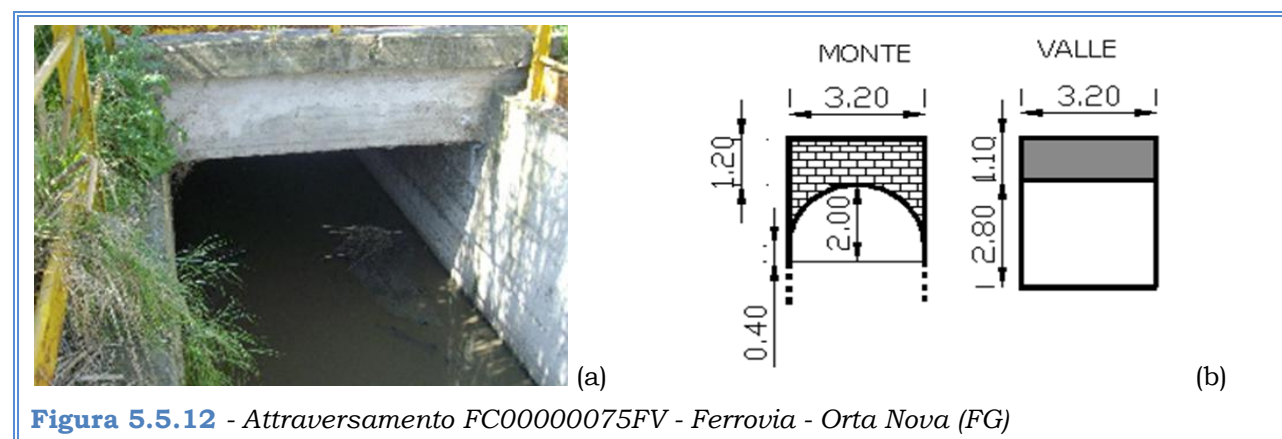 MONTE
VALLE
3.20
3.20
1.20
2.00
0.40
1.10
2.80
(a)
(b)
Figura 5.5.12 - Attraversamento FC00000075FV - Ferrovia - Orta Nova (FG)